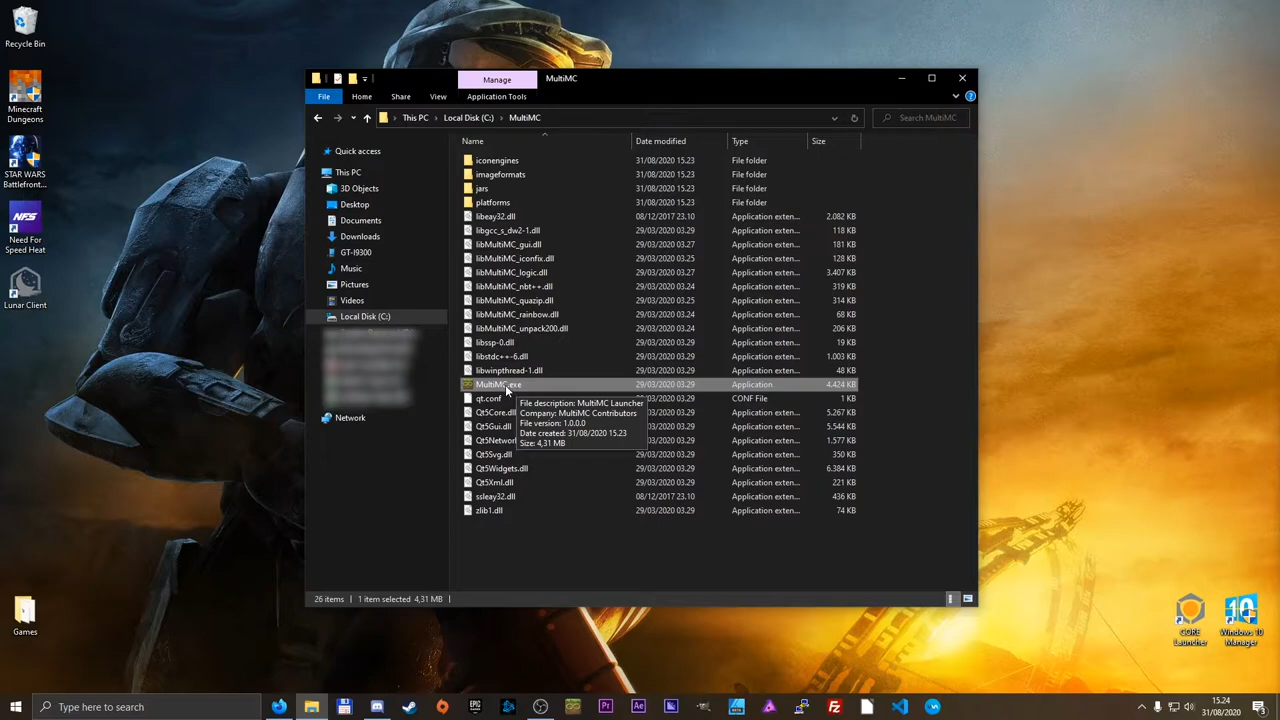 Recycle Bin
Minecraft
Dungeons
STAR WARS
Battlefront...
Need For
Speed Heat
Lunar Client
Games
CORE
Launcher
Windows 10
Manager
Manage
MultiMC
File
Home
Share
View
Application Tools
This PC
Local Disk (C:)
MultiMC
Search MultiMC
Quick access
This PC
3D Objects
Desktop
Documents
Downloads
GT-I9300
Music
Pictures
Videos
Local Disk (C:)
Network
Name Date modified Type Size
iconengines 31/08/2020 15.23 File folder
imageformats 31/08/2020 15.23 File folder
jars 31/08/2020 15.23 File folder
platforms 31/08/2020 15.23 File folder
libeay32.dll 08/12/2017 23.10 Application exten... 2.082 KB
libgcc_s_dw2-1.dll 29/03/2020 03.29 Application exten... 118 KB
libMultiMC_gui.dll 29/03/2020 03.27 Application exten... 181 KB
libMultiMC_iconfix.dll 29/03/2020 03.25 Application exten... 128 KB
libMultiMC_logic.dll 29/03/2020 03.27 Application exten... 3.407 KB
libMultiMC_nbt++.dll 29/03/2020 03.24 Application exten... 319 KB
libMultiMC_quazip.dll 29/03/2020 03.25 Application exten... 314 KB
libMultiMC_rainbow.dll 29/03/2020 03.24 Application exten... 68 KB
libMultiMC_unpack200.dll 29/03/2020 03.24 Application exten... 206 KB
libssp-0.dll 29/03/2020 03.29 Application exten... 19 KB
libstdc++-6.dll 29/03/2020 03.29 Application exten... 1.003 KB
libwinpthread-1.dll 29/03/2020 03.29 Application exten... 48 KB
MultiMC.exe 29/03/2020 03.29 Application 4.424 KB
qt.conf 29/03/2020 03.29 CONF File 1 KB
Qt5Core.dll 29/03/2020 03.29 Application exten... 5.267 KB
Qt5Gui.dll 29/03/2020 03.29 Application exten... 5.544 KB
Qt5Network 29/03/2020 03.29 Application exten... 1.840 KB
Qt5Svg.dll 29/03/2020 03.29 Application exten... 350 KB
Qt5Widgets.dll 29/03/2020 03.29 Application exten... 6.384 KB
Qt5Xml.dll 29/03/2020 03.29 Application exten... 221 KB
ssleay32.dll 08/12/2017 23.10 Application exten... 436 KB
zlib1.dll 29/03/2020 03.29 Application exten... 74 KB
File description: MultiMC Launcher
Company: MultiMC Contributors
File version: 1.0.0.0
Date created: 31/08/2020 15.23
Size: 4,31 MB
26 items 1 item selected 4,31 MB
Type here to search
EPIC
GAMES
Pr
Ae
BETA
15.24
31/08/2020
3